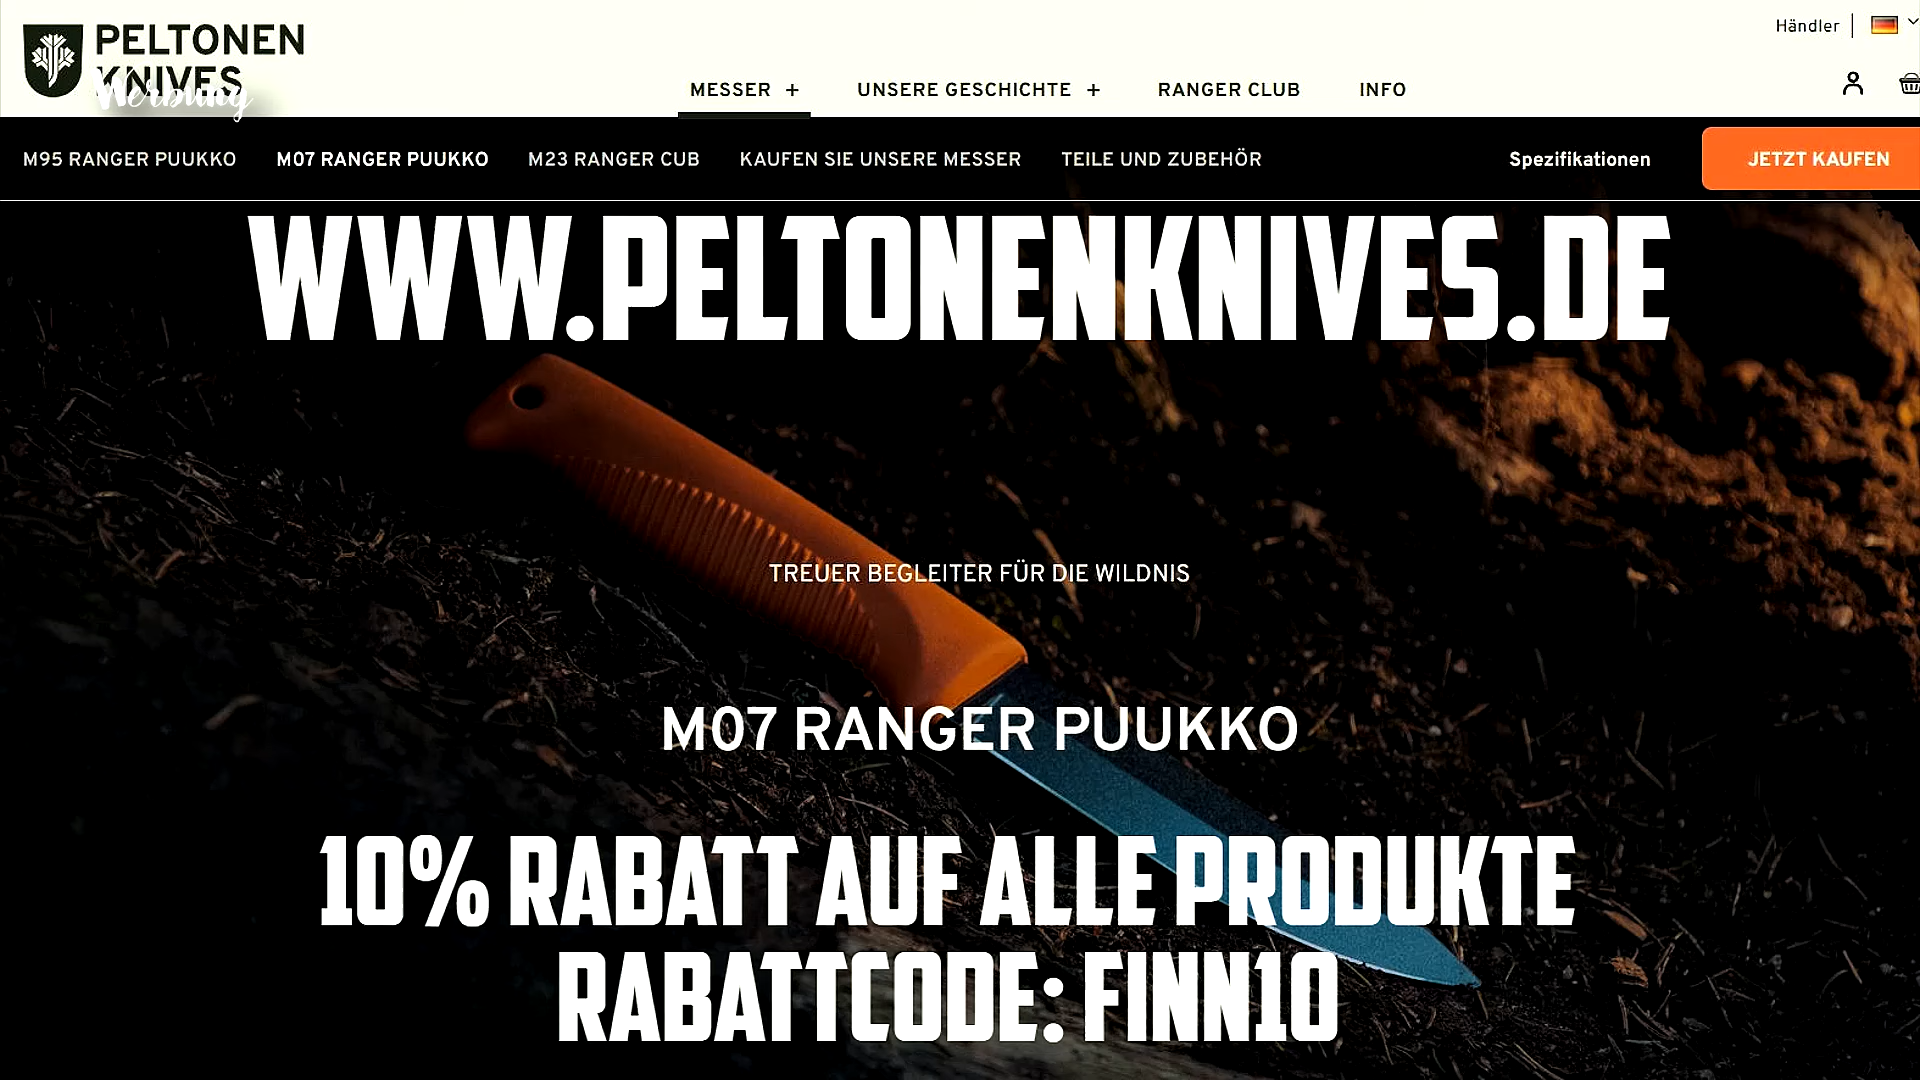 PELTONEN
KNIVES
Werbung
Händler
MESSER +
UNSERE GESCHICHTE +
RANGER CLUB
INFO
M95 RANGER PUUKKO
M07 RANGER PUUKKO
M23 RANGER CUB
KAUFEN SIE UNSERE MESSER
TEILE UND ZUBEHÖR
Spezifikationen
JETZT KAUFEN
WWW.PELTONENKNIVES.DE
TREUER BEGLEITER FÜR DIE WILDNIS
M07 RANGER PUUKKO
10% RABATT AUF ALLE PRODUKTE
RABATTCODE: FINN10